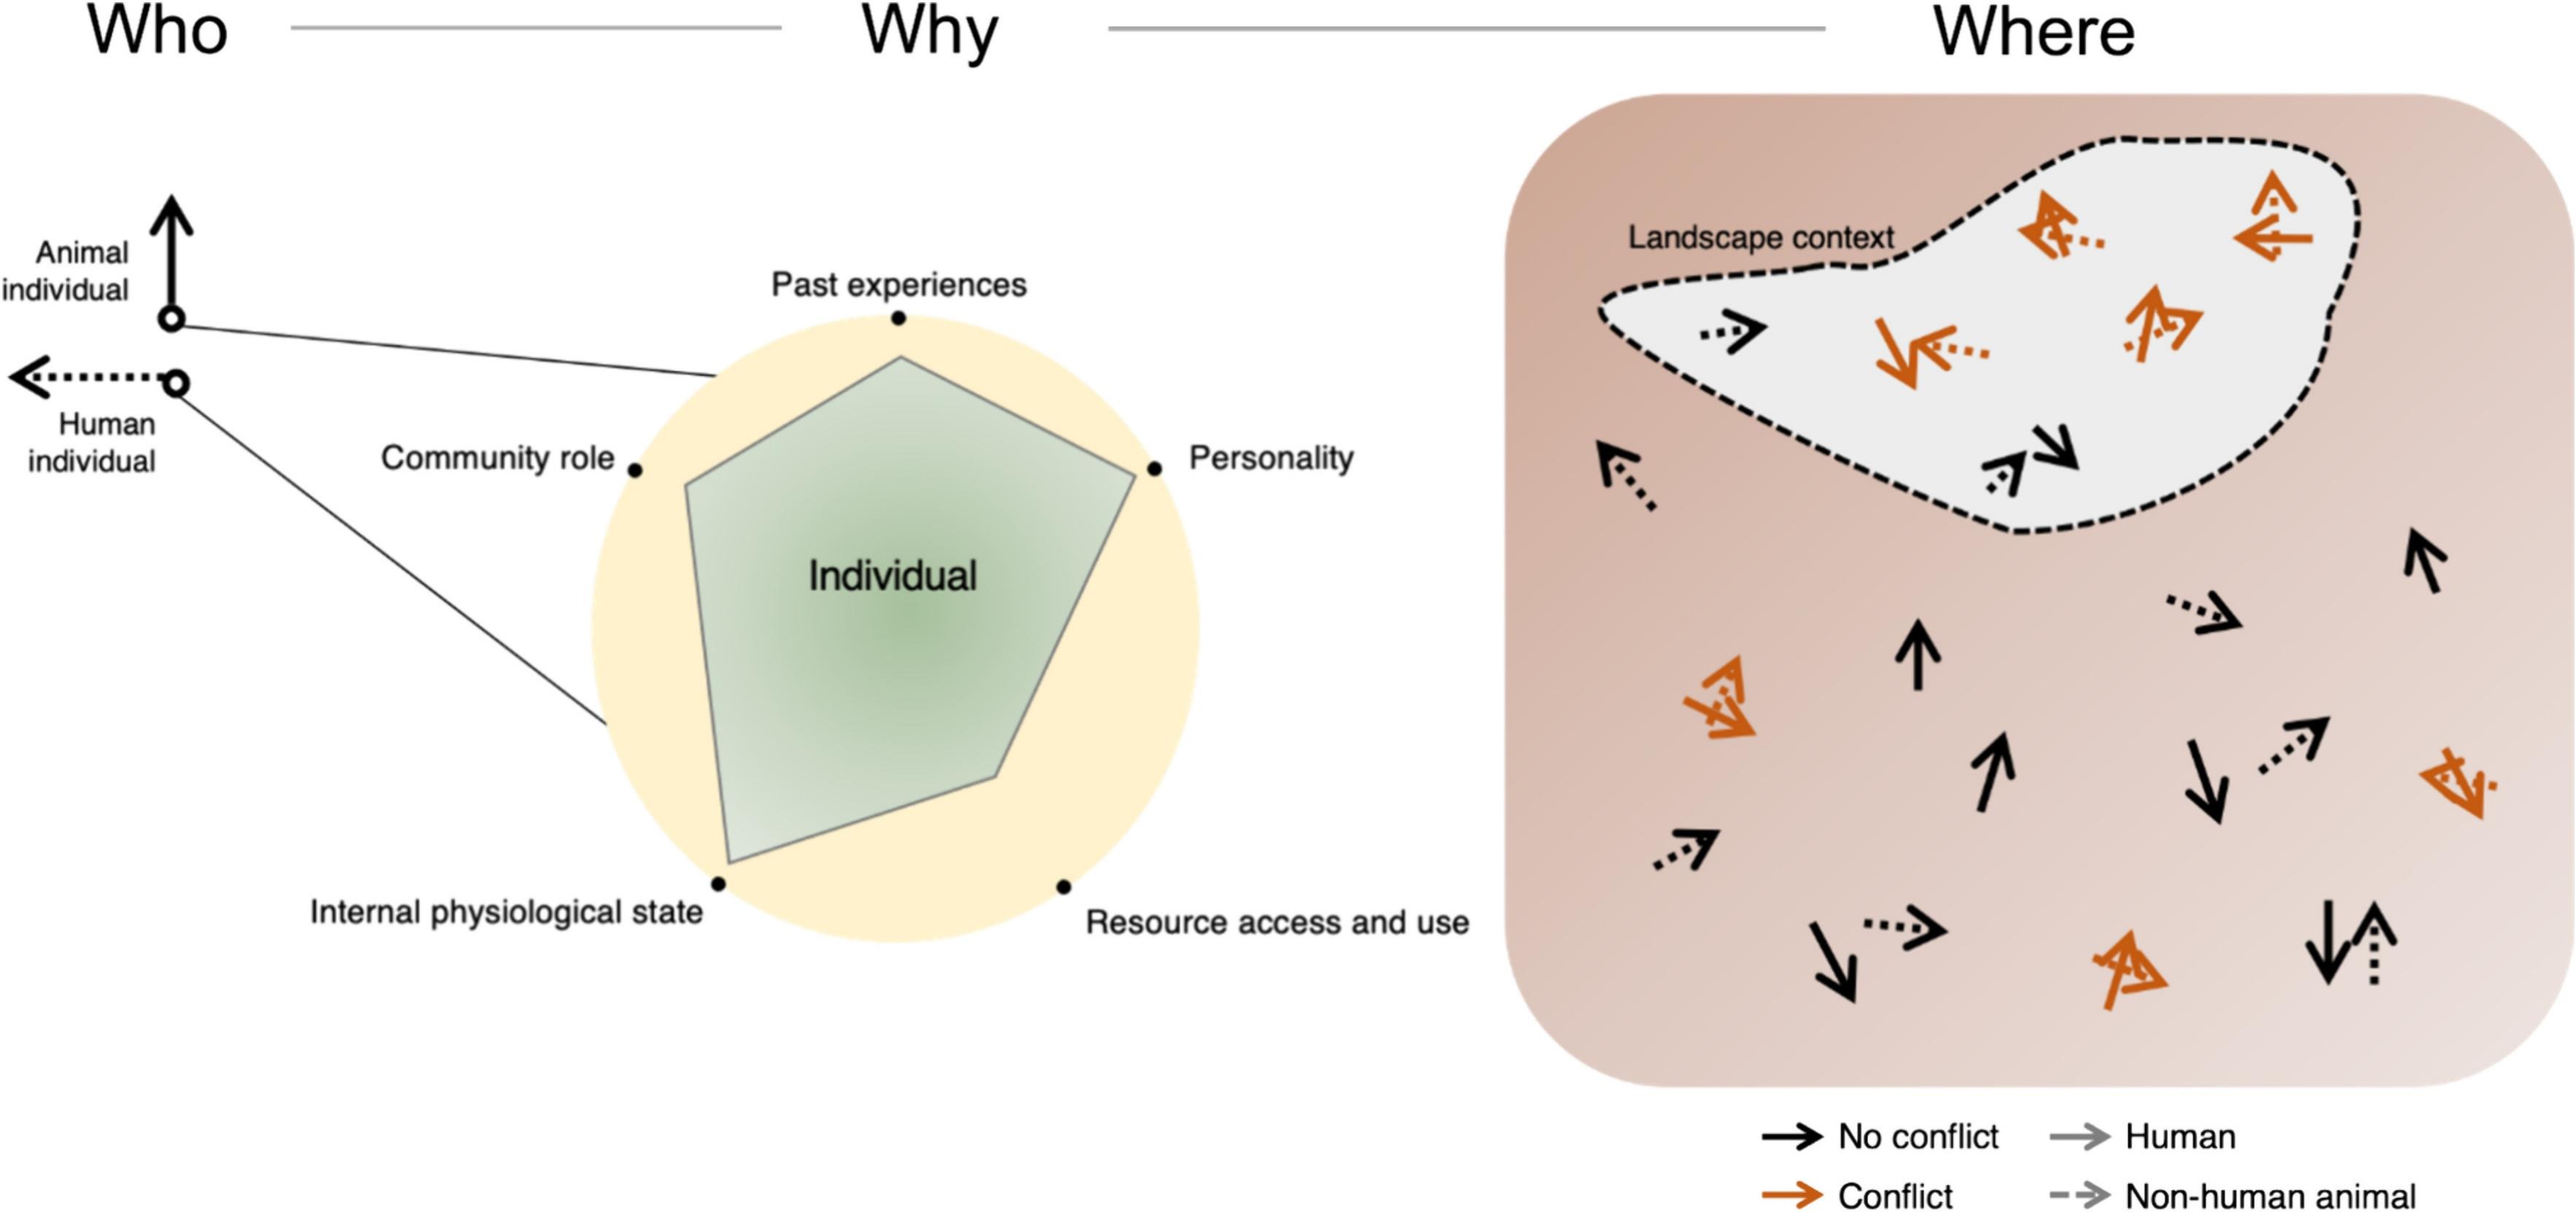 Who
Why
Where
Animal
individual
Human
individual
Past experiences
Community role
Personality
Individual
Internal physiological state
Resource access and use
Landscape context
No conflict
Human
Conflict
Non-human animal